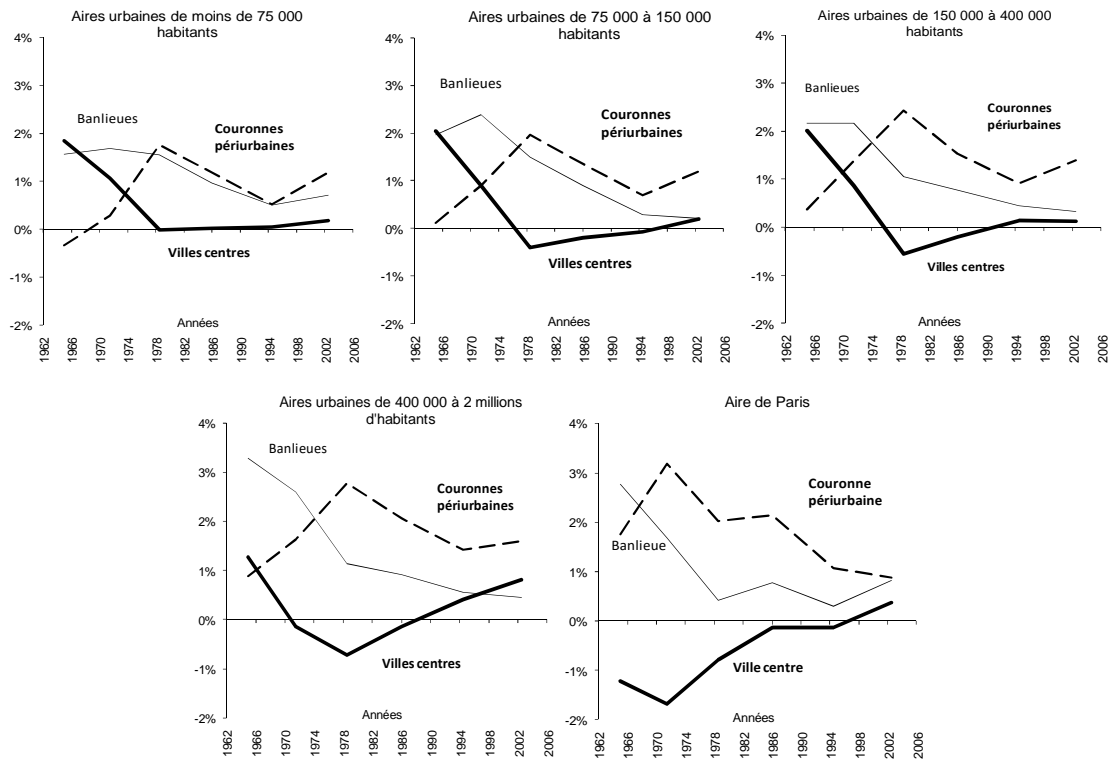 Aires urbaines de moins de 75 000
habitants
4%
3%
2%
1%
0%
-1%
-2%
Banlieues
Couronnes
périurbaines
Villes centres
Années
1962
1966
1970
1974
1978
1982
1986
1990
1994
1998
2002
2006
Aires urbaines de 75 000 à 150 000
habitants
4%
3%
2%
1%
0%
-1%
-2%
Banlieues
Couronnes
périurbaines
Villes centres
Années
1962
1966
1970
1974
1978
1982
1986
1990
1994
1998
2002
2006
Aires urbaines de 150 000 à 400 000
habitants
4%
3%
2%
1%
0%
-1%
-2%
Banlieues
Couronnes
périurbaines
Villes centres
Années
1962
1966
1970
1974
1978
1982
1986
1990
1994
1998
2002
2006
Aires urbaines de 400 000 à 2 millions
d'habitants
4%
3%
2%
1%
0%
-1%
-2%
Banlieues
Couronnes
périurbaines
Villes centres
Années
1962
1966
1970
1974
1978
1982
1986
1990
1994
1998
2002
2006
Aire de Paris
4%
3%
2%
1%
0%
-1%
-2%
Couronne
périurbaine
Banlieue
Ville centre
Années
1962
1966
1970
1974
1978
1982
1986
1990
1994
1998
2002
2006